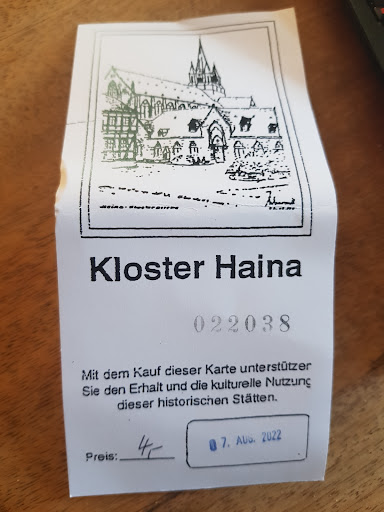 Kloster Haina
022038
Mit dem Kauf dieser Karte unterstützen
Sie den Erhalt und die kulturelle Nutzung
dieser historischen Stätten.
Preis: 4,-
07. AUG. 2022